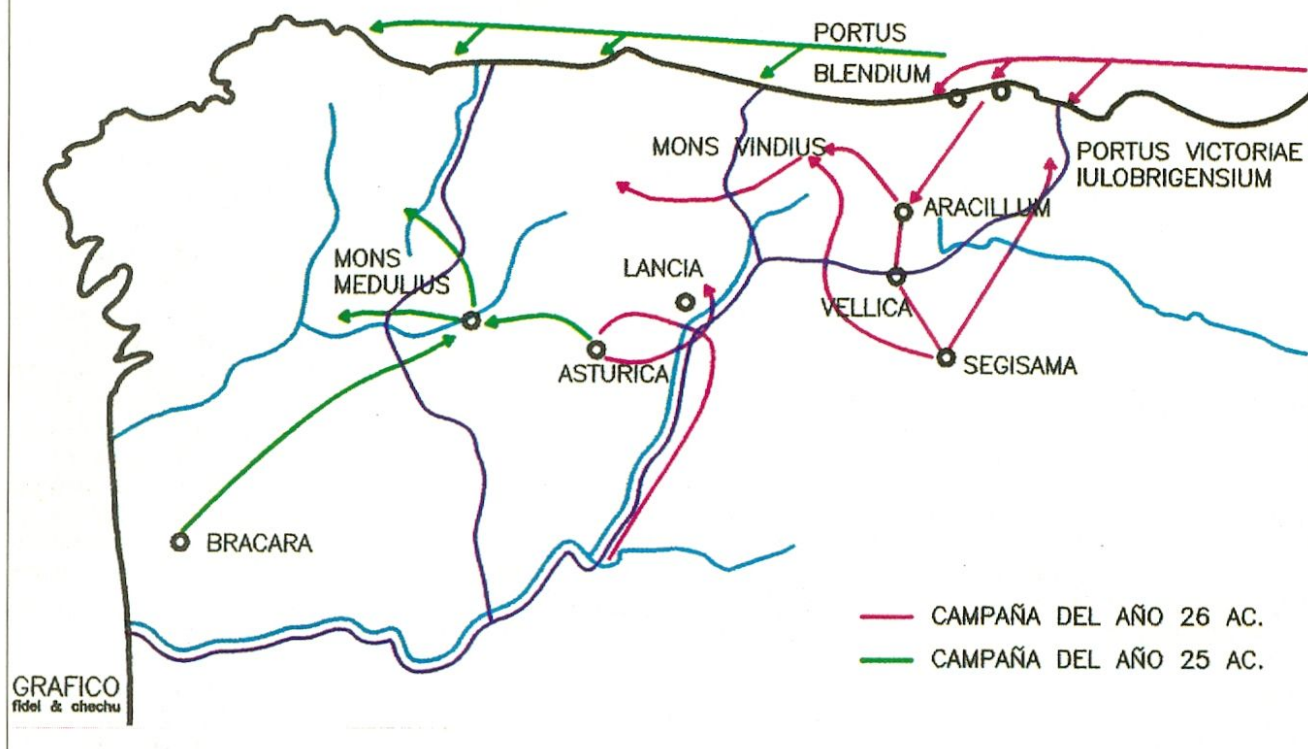 PORTUS
BLENDIUM
MONS VINDIUS
PORTUS VICTORIAE
IULOBRIGENSIUM
ARACILLUM
MONS
MEDULIUS
LANCIA
VELLICA
ASTURICA
SEGISAMA
BRACARA
CAMPAÑA DEL AÑO 26 AC.
CAMPAÑA DEL AÑO 25 AC.
GRAFICO
fidel & chechu